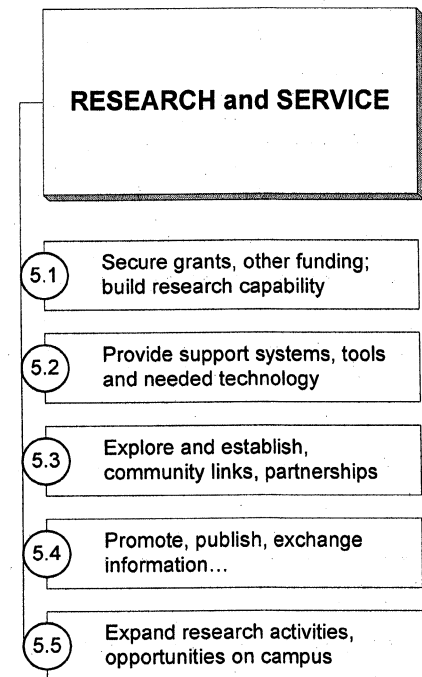 RESEARCH and SERVICE
5.1
Secure grants, other funding;
build research capability
5.2
Provide support systems, tools
and needed technology
5.3
Explore and establish,
community links, partnerships
5.4
Promote, publish, exchange
information...
5.5
Expand research activities,
opportunities on campus